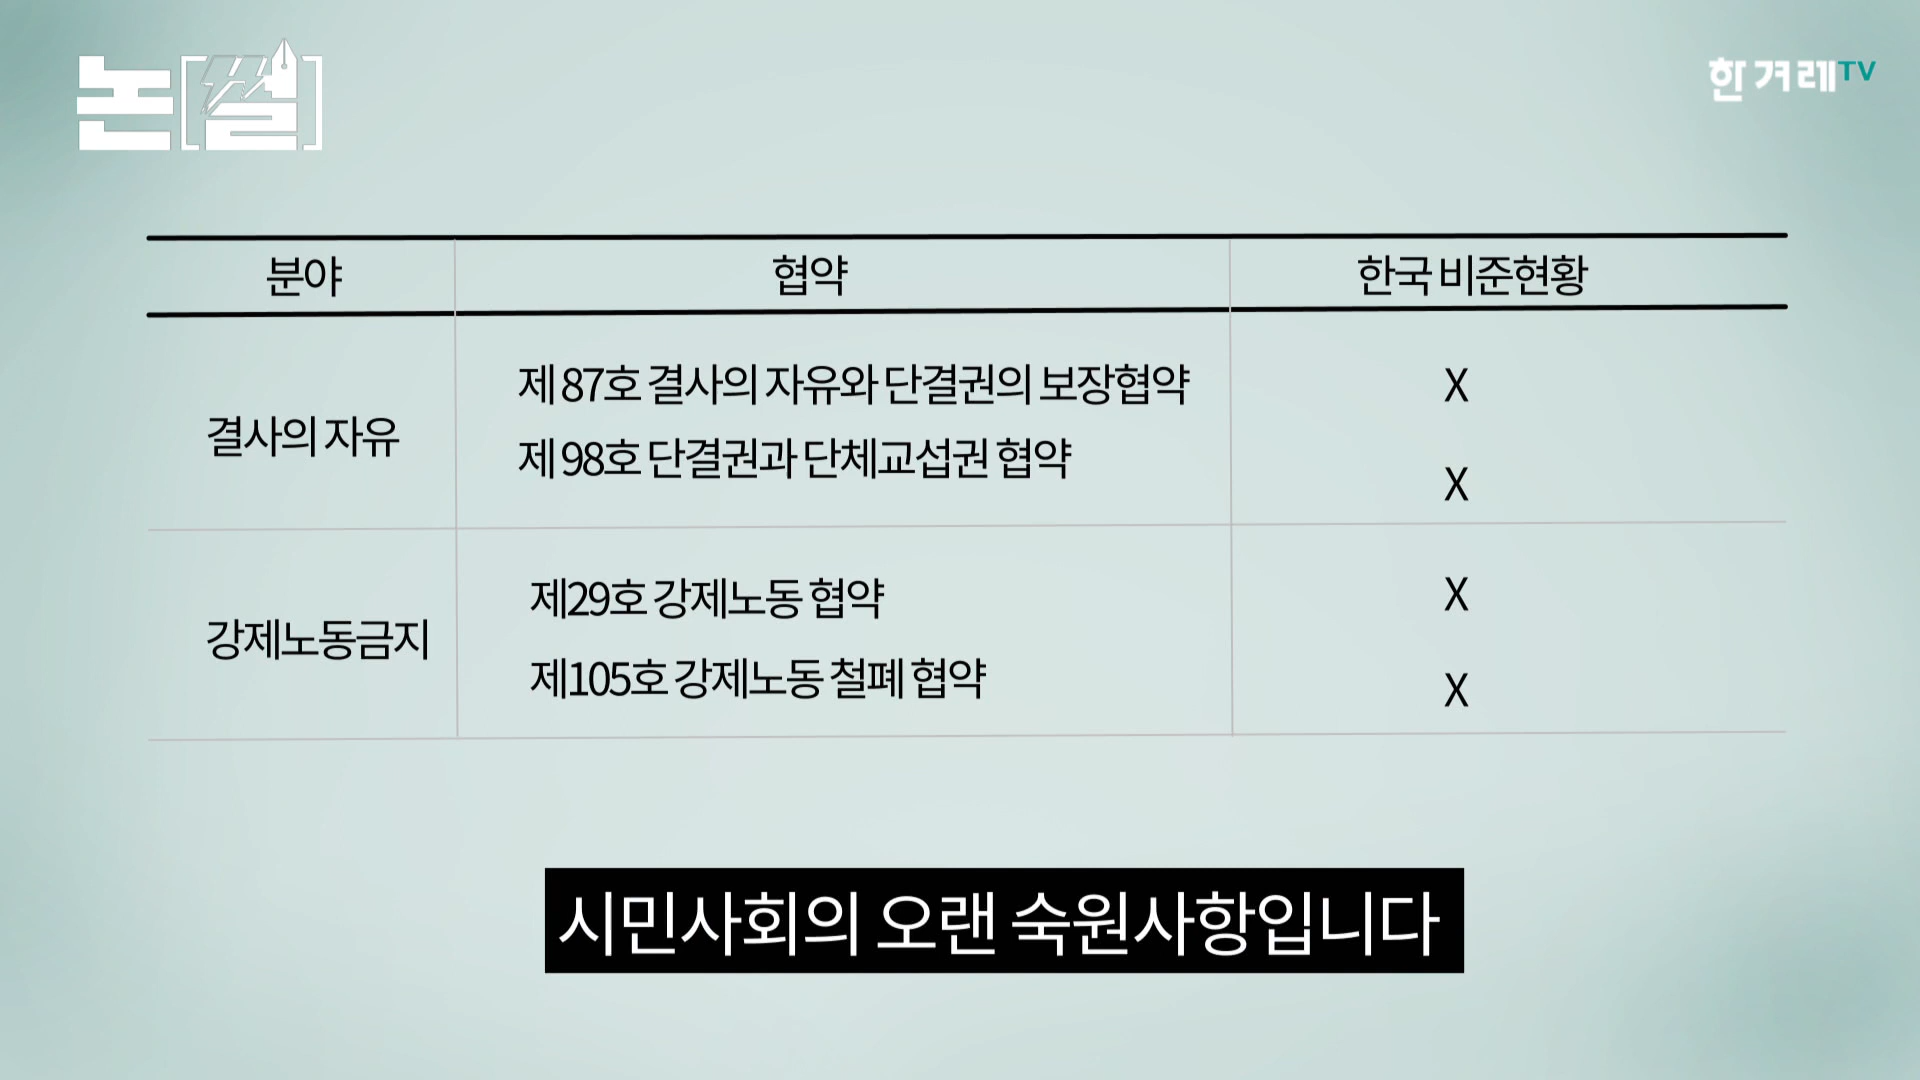 논[썰]
한겨레TV
분야 협약 한국 비준현황
결사의 자유
제 87호 결사의 자유와 단결권의 보장협약 X
제 98호 단결권과 단체교섭권 협약 X
강제노동금지
제29호 강제노동 협약 X
제105호 강제노동 철폐 협약 X
시민사회의 오랜 숙원사항입니다